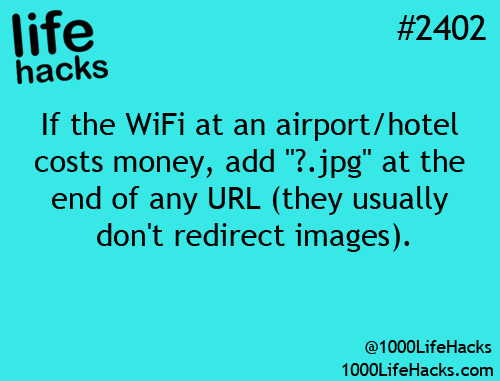 life
hacks
#2402
If the WiFi at an airport/hotel
costs money, add "?.jpg" at the
end of any URL (they usually
don't redirect images).
@1000LifeHacks
1000LifeHacks.com